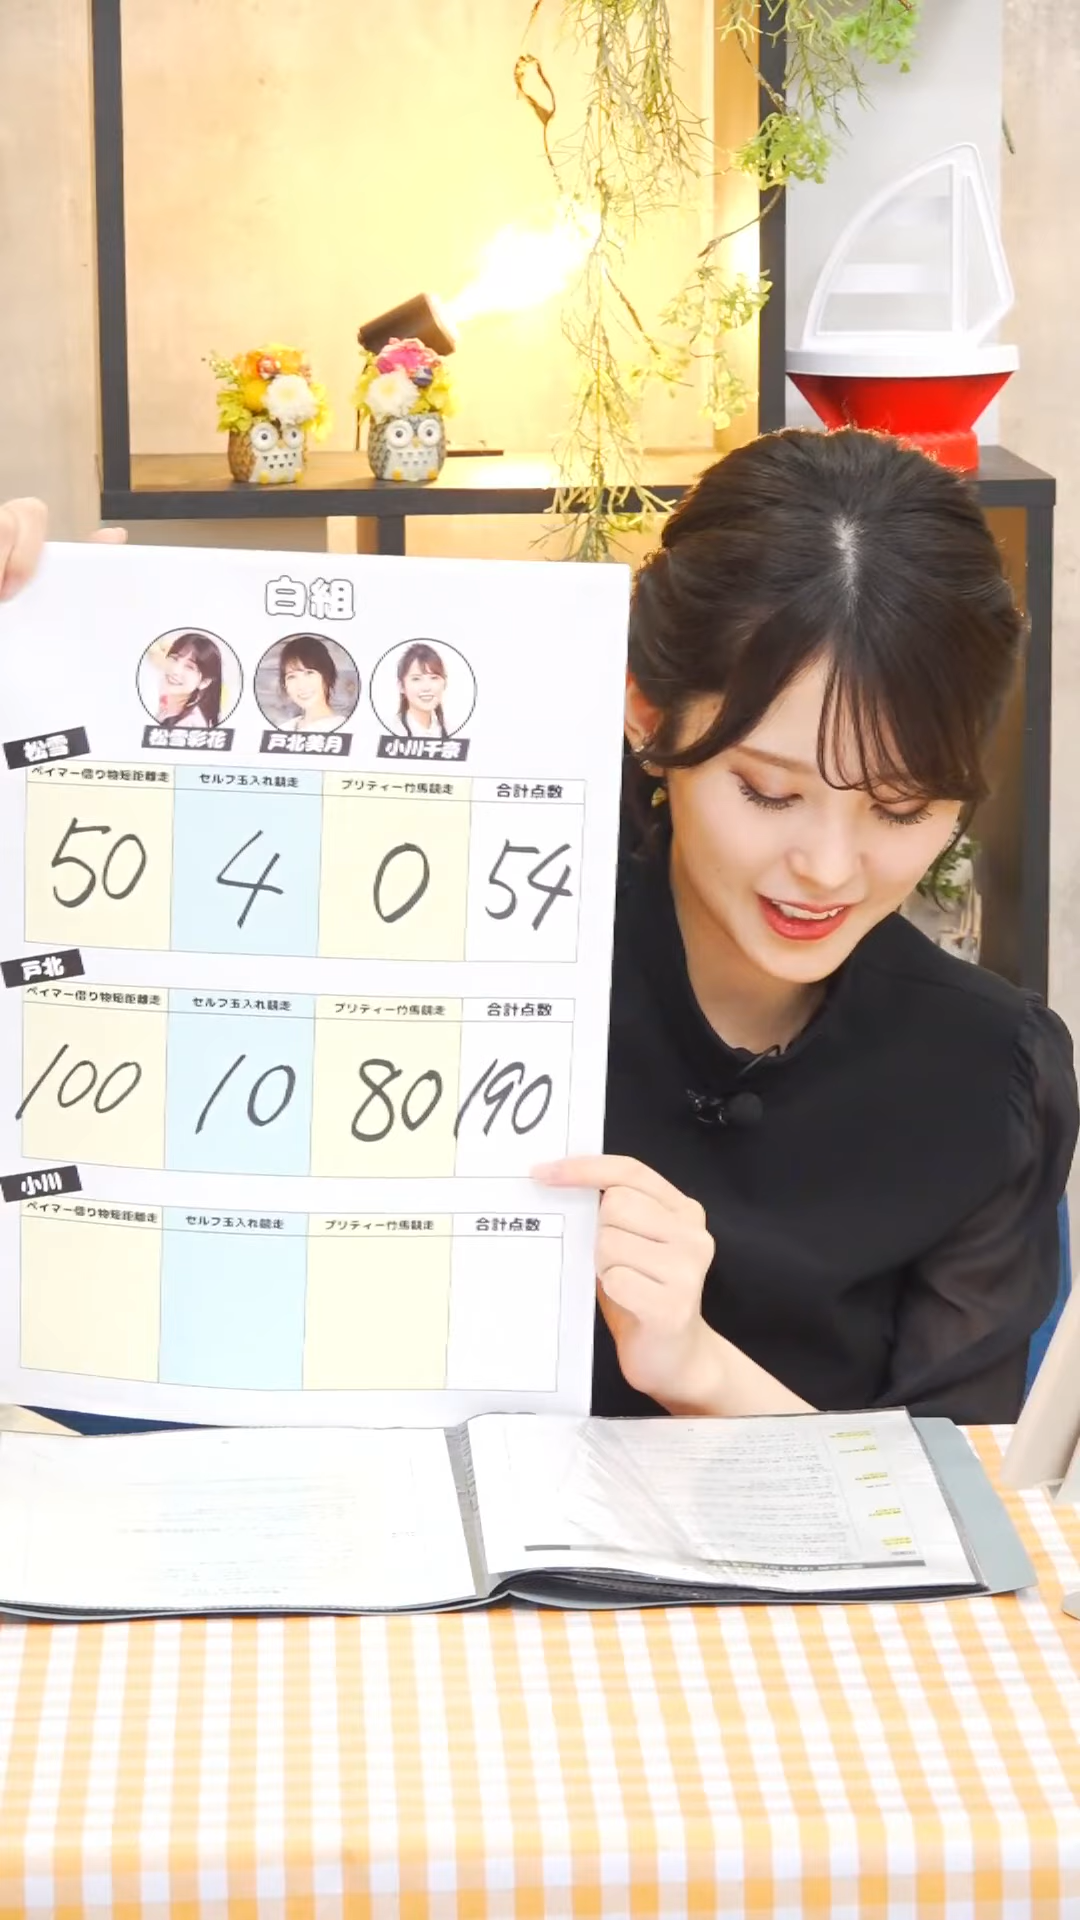 白組
松雪彩花 戸北美月 小川千奈
松雪
ペイマー借り物短距離走 セルフ玉入れ競走 プリティー竹馬競走 合計点数
50 4 0 54
戸北
ペイマー借り物短距離走 セルフ玉入れ競走 プリティー竹馬競走 合計点数
100 10 80 190
小川
ペイマー借り物短距離走 セルフ玉入れ競走 プリティー竹馬競走 合計点数